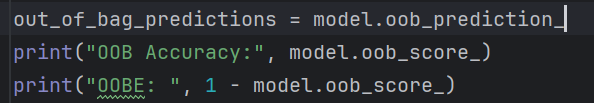 out_of_bag_predictions = model.oob_prediction_
print("OOB Accuracy:", model.oob_score_)
print("OOBE: ", 1 - model.oob_score_)